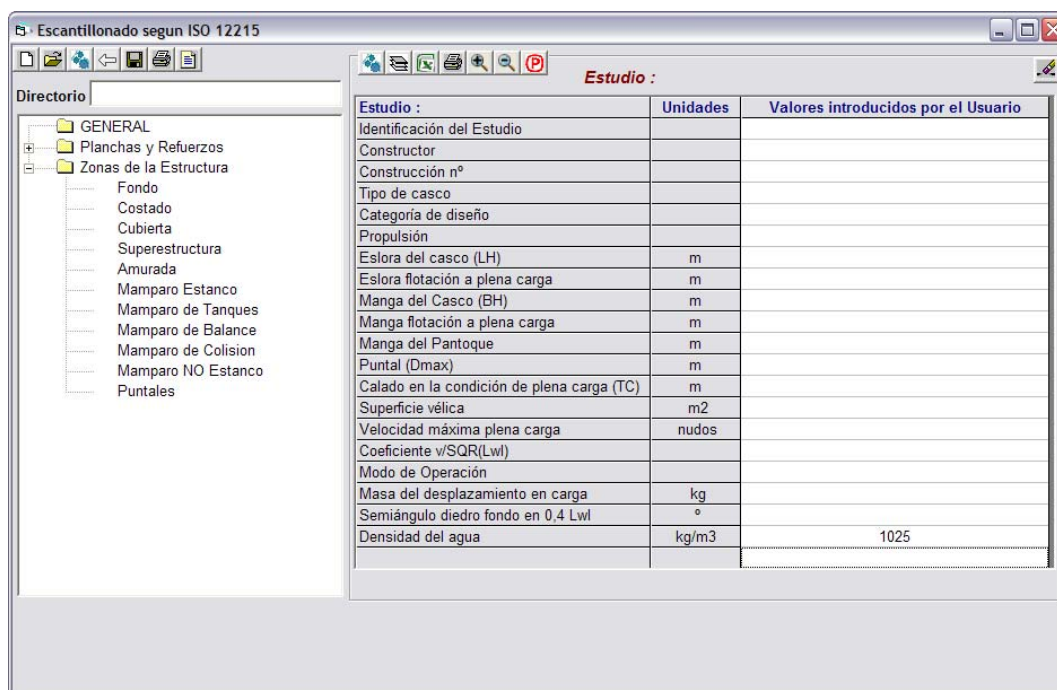 Escantillonado segun ISO 12215
Directorio
GENERAL
Planchas y Refuerzos
Zonas de la Estructura
Fondo
Costado
Cubierta
Superestructura
Amurada
Mamparo Estanco
Mamparo de Tanques
Mamparo de Balance
Mamparo de Colision
Mamparo NO Estanco
Puntales
P
Estudio :
Estudio : Unidades Valores introducidos por el Usuario
Identificación del Estudio
Constructor
Construcción nº
Tipo de casco
Categoría de diseño
Propulsión
Eslora del casco (LH) m
Eslora flotación a plena carga m
Manga del Casco (BH) m
Manga flotación a plena carga m
Manga del Pantoque m
Puntal (Dmax) m
Calado en la condición de plena carga (TC) m
Superficie vélica m2
Velocidad máxima plena carga nudos
Coeficiente v/SQR(Lwl)
Modo de Operación
Masa del desplazamiento en carga kg
Semiángulo diedro fondo en 0,4 Lwl º
Densidad del agua kg/m3 1025